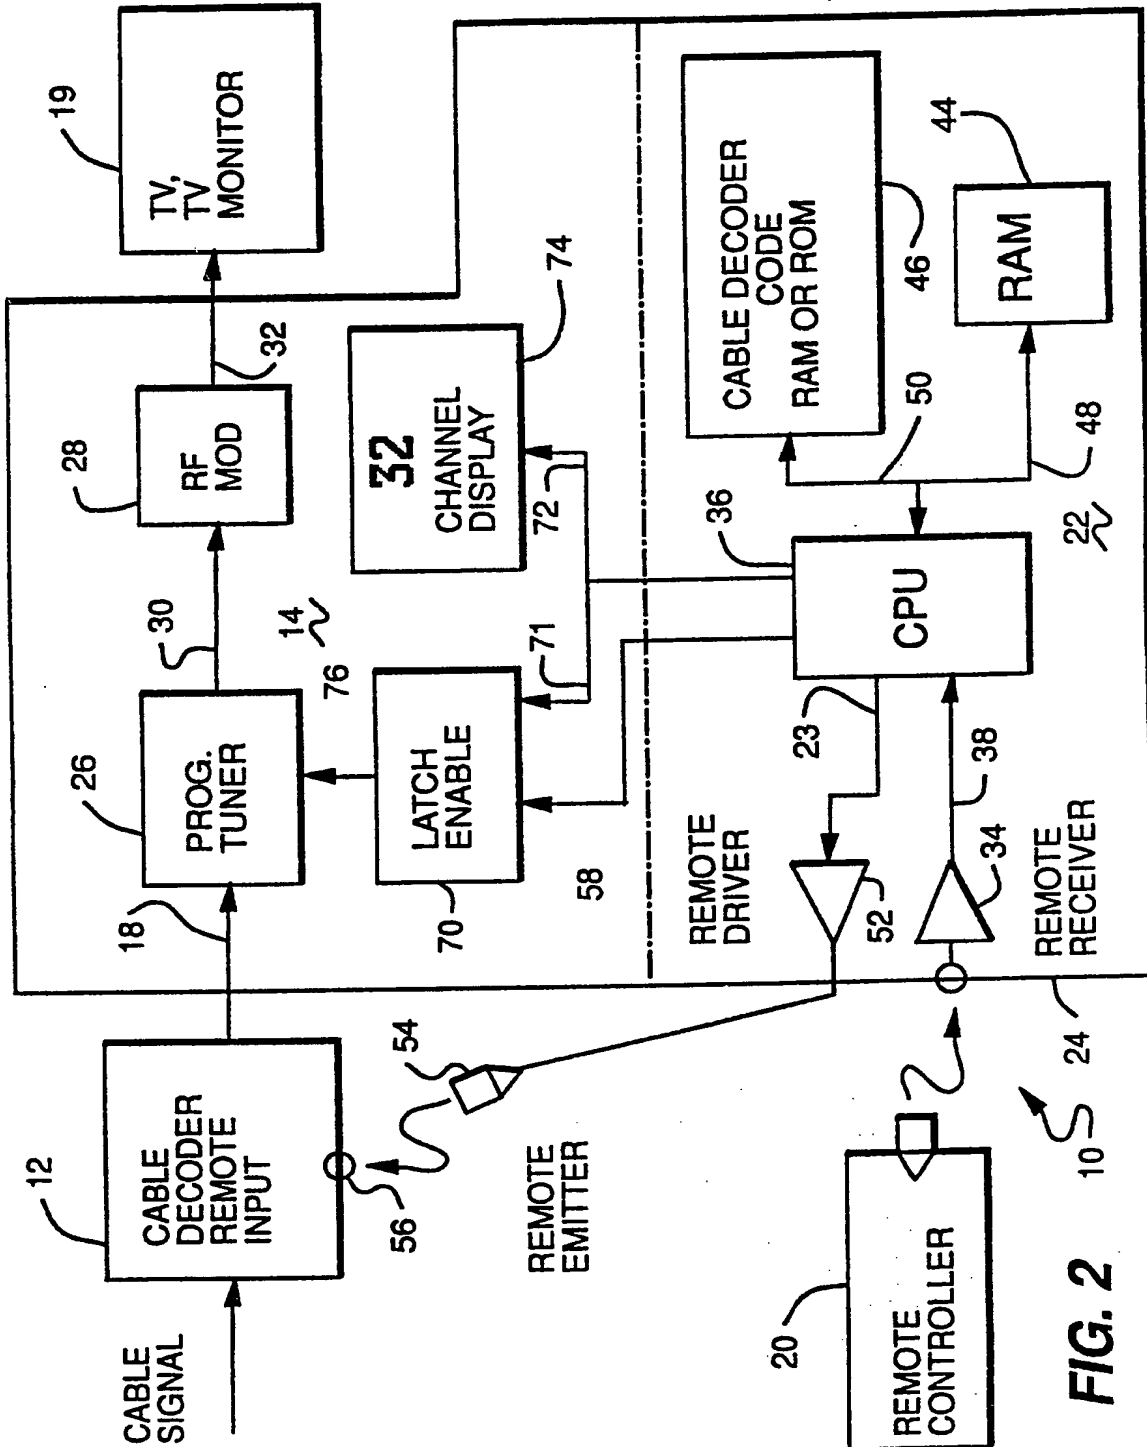 CABLE
SIGNAL
12
CABLE
DECODER
REMOTE
INPUT
56
54
REMOTE
EMITTER
18
26
PROG.
TUNER
30
28
RF
MOD
32
19
TV,
TV
MONITOR
14
76
70
LATCH
ENABLE
71
72
32
CHANNEL
DISPLAY
74
58
REMOTE
DRIVER
52
23
36
CPU
22
50
48
CABLE DECODER
CODE
RAM OR ROM
46
RAM
44
38
34
REMOTE
RECEIVER
24
10
20
REMOTE
CONTROLLER
FIG. 2